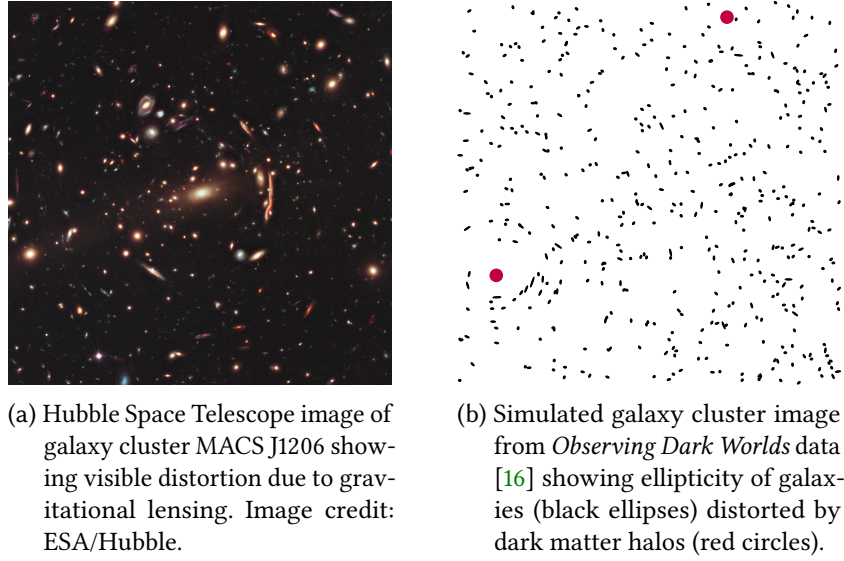 (a) Hubble Space Telescope image of
galaxy cluster MACS J1206 show-
ing visible distortion due to grav-
itational lensing. Image credit:
ESA/Hubble.
(b) Simulated galaxy cluster image
from Observing Dark Worlds data
[16] showing ellipticity of galax-
ies (black ellipses) distorted by
dark matter halos (red circles).